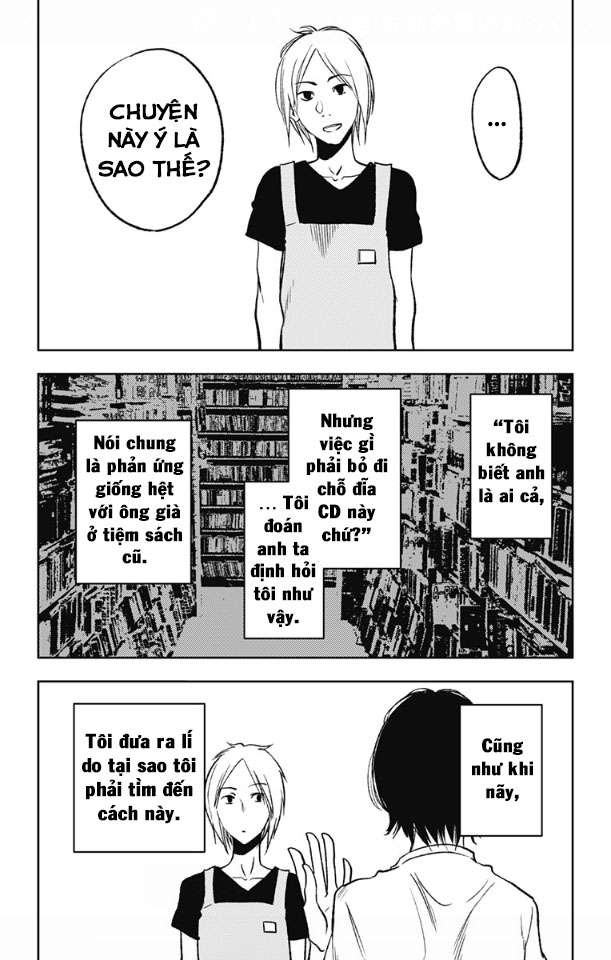 ...
CHUYỆN
NÀY Ý LÀ
SAO THẾ?
“Tôi
không
biết anh
là ai cả,
Nhưng
việc gì
phải bỏ đi
chỗ đĩa
CD này
chứ?”
... Tôi
đoán
anh ta
định hỏi
tôi như
vậy.
Nói chung
là phản ứng
giống hệt
với ông già
ở tiệm sách
cũ.
Cũng
như khi
nãy,
Tôi đưa ra lí
do tại sao tôi
phải tìm đến
cách này.